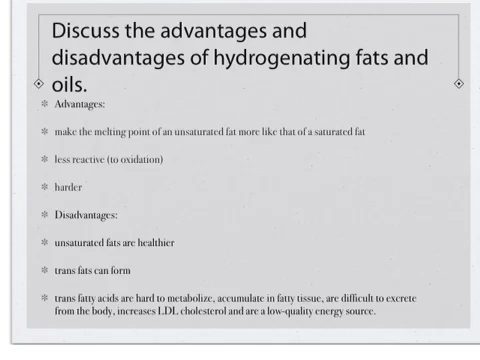 Discuss the advantages and
disadvantages of hydrogenating fats and
oils.
Advantages:
make the melting point of an unsaturated fat more like that of a saturated fat
less reactive (to oxidation)
harder
Disadvantages:
unsaturated fats are healthier
trans fats can form
trans fatty acids are hard to metabolize, accumulate in fatty tissue, are difficult to excrete
from the body, increases LDL cholesterol and are a low-quality energy source.